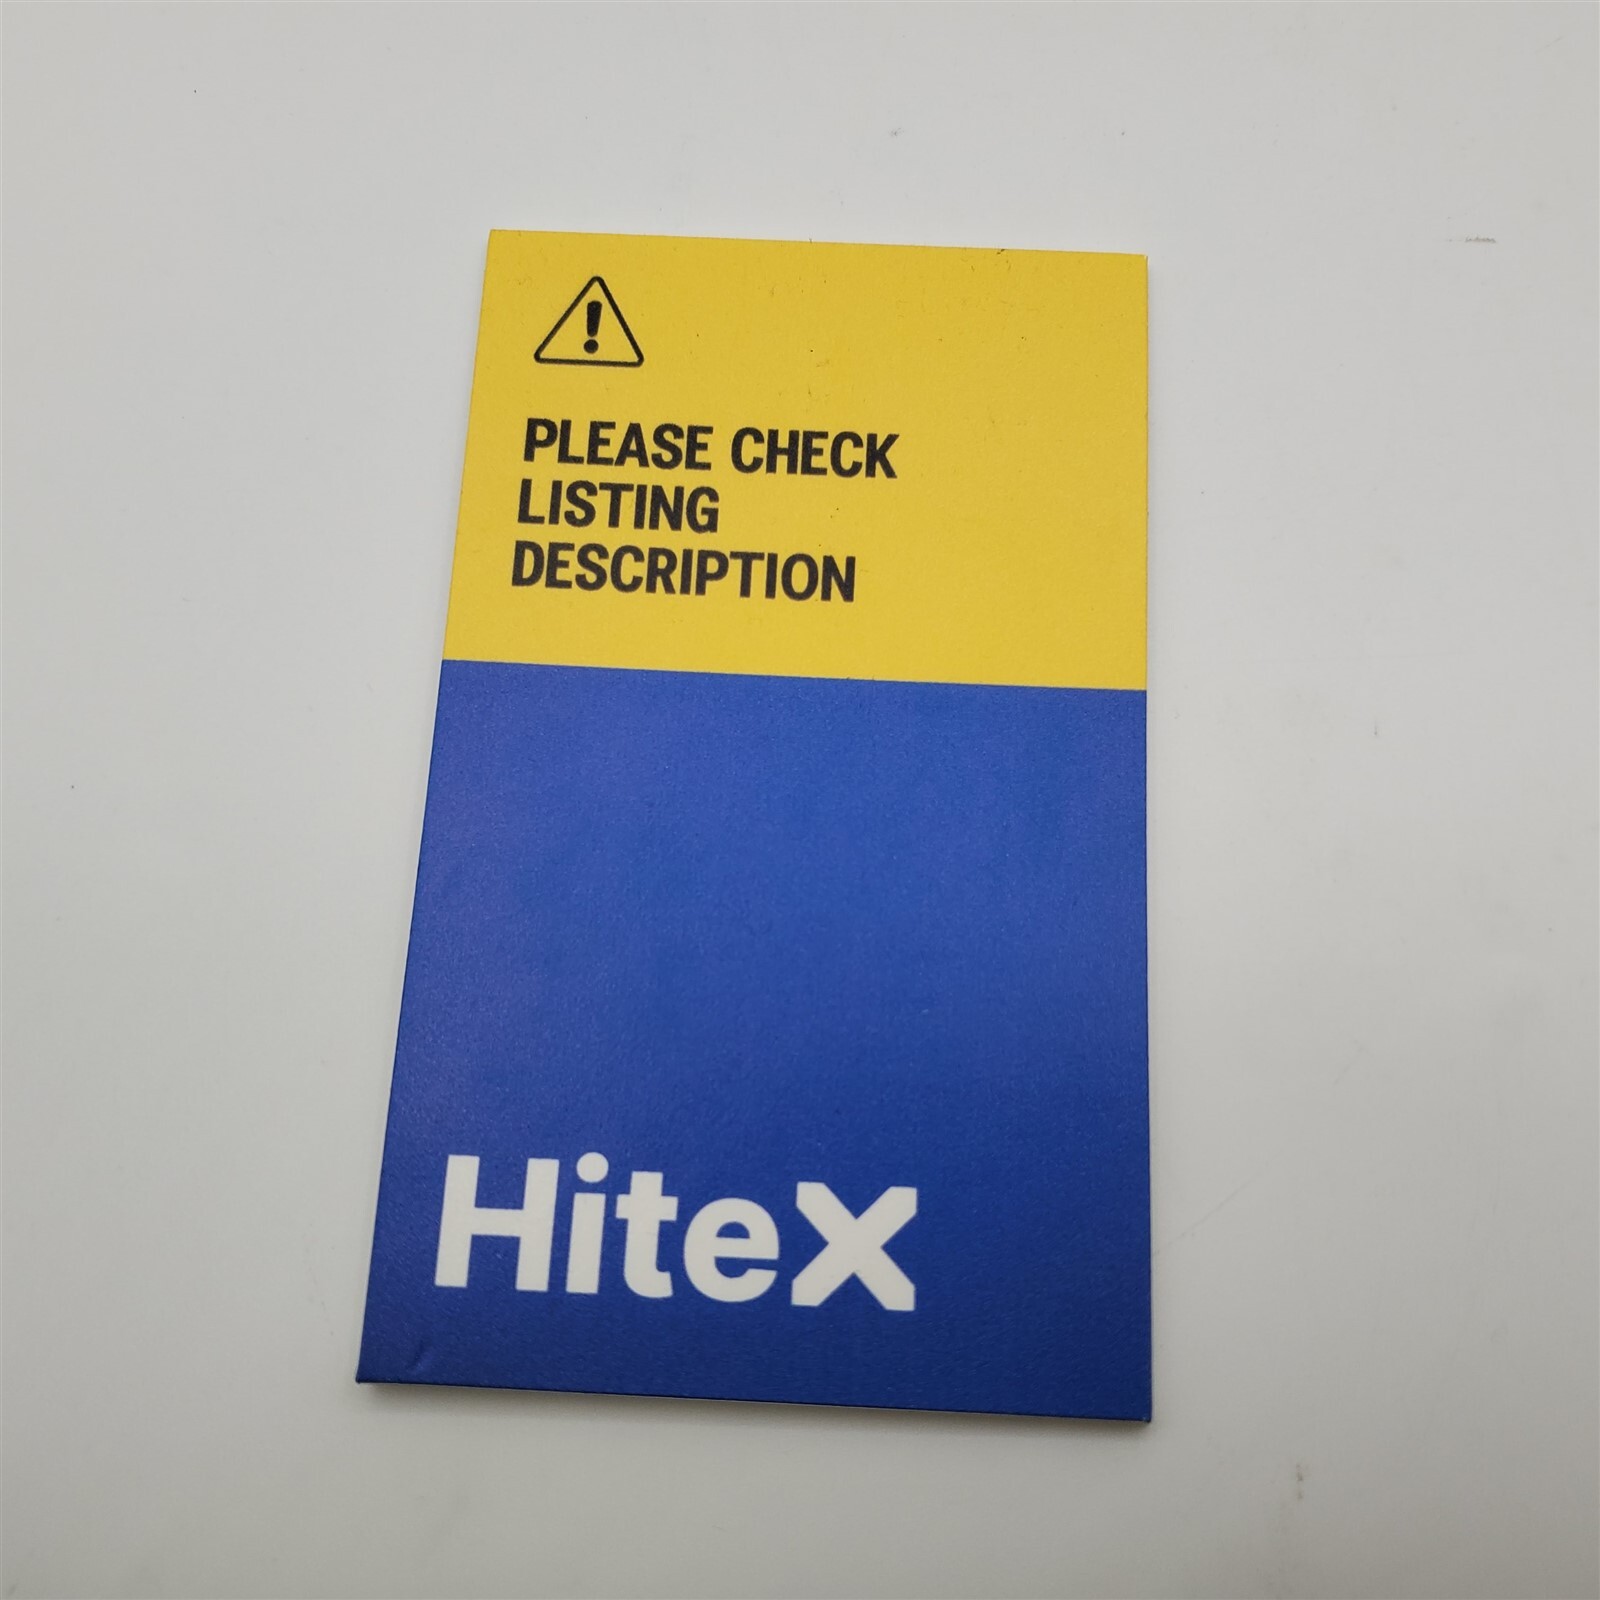 PLEASE CHECK
LISTING
DESCRIPTION
Hitex